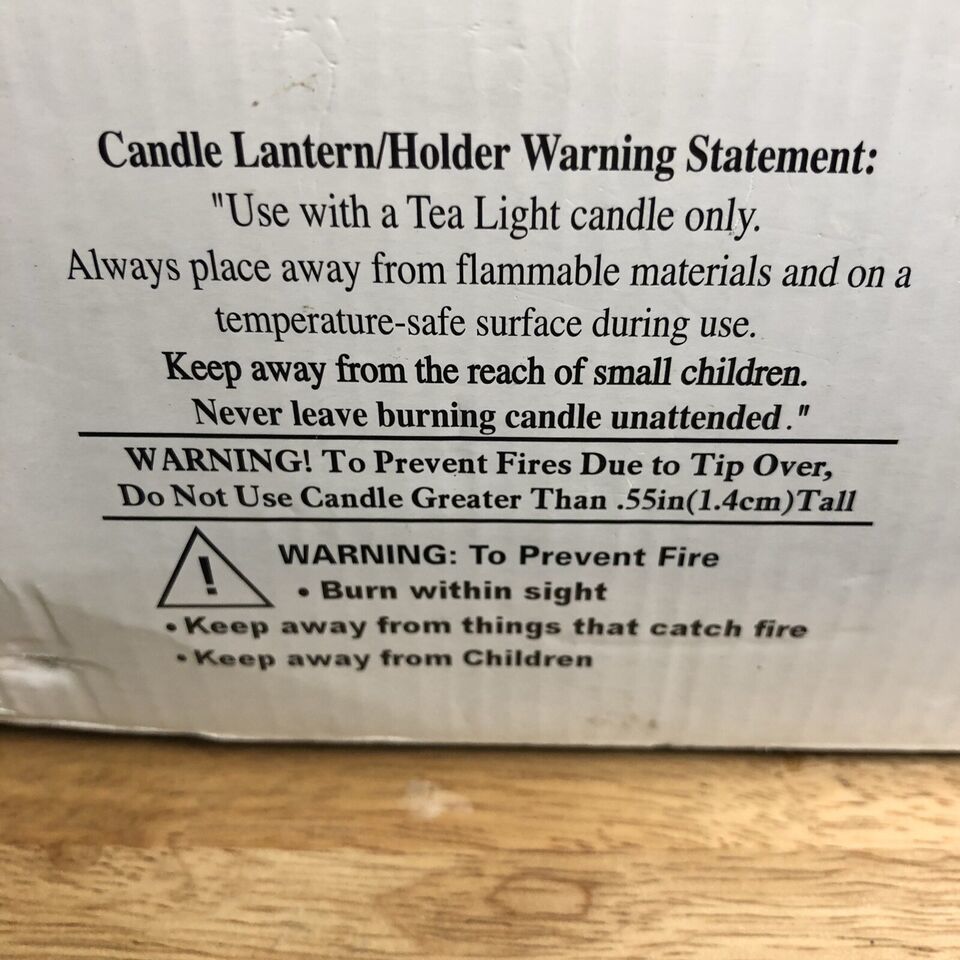 Candle Lantern/Holder Warning Statement:
"Use with a Tea Light candle only.
Always place away from flammable materials and on a
temperature-safe surface during use.
Keep away from the reach of small children.
Never leave burning candle unattended."
WARNING! To Prevent Fires Due to Tip Over,
Do Not Use Candle Greater Than .55in(1.4cm)Tall
! WARNING: To Prevent Fire
• Burn within sight
• Keep away from things that catch fire
• Keep away from Children